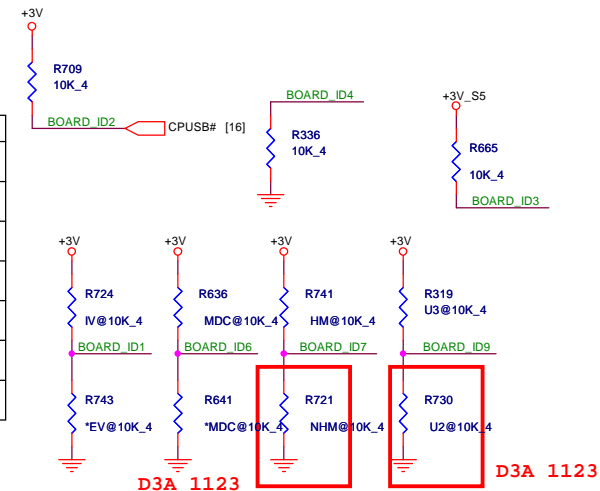 +3V
R709
10K_4
BOARD_ID2
CPUSB# [16]
BOARD_ID4
R336
10K_4
+3V_S5
R665
10K_4
BOARD_ID3
+3V
R724
IV@10K_4
BOARD_ID1
R743
*EV@10K_4
+3V
R636
MDC@10K_4
BOARD_ID6
R641
*MDC@10K_4
+3V
R741
HM@10K_4
BOARD_ID7
R721
NHM@10K_4
+3V
R319
U3@10K_4
BOARD_ID9
R730
U2@10K_4
D3A 1123
D3A 1123